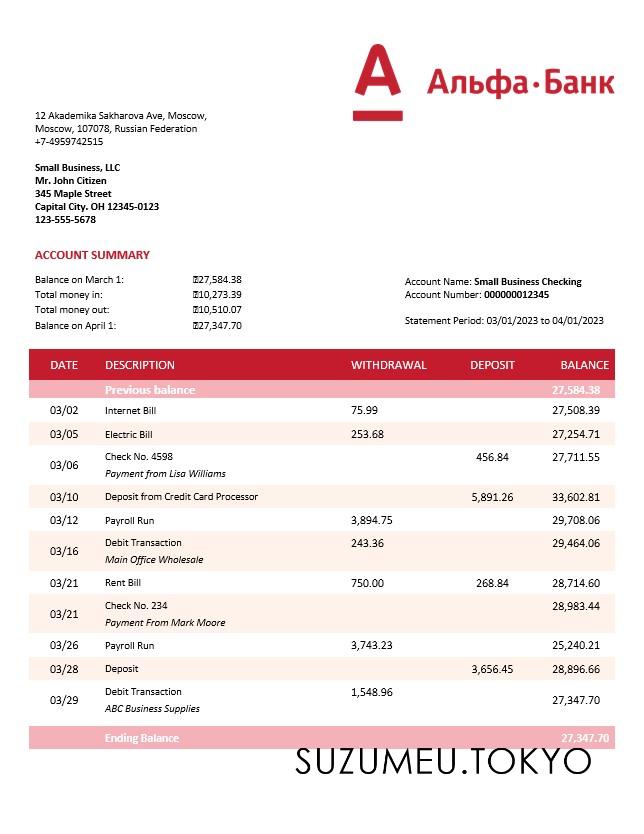 А
Альфа·Банк
12 Akademika Sakharova Ave, Moscow,
Moscow, 107078, Russian Federation
+7-4959742515
Small Business, LLC
Mr. John Citizen
345 Maple Street
Capital City. OH 12345-0123
123-555-5678
ACCOUNT SUMMARY
Balance on March 1: 27,584.38
Total money in: 10,273.39
Total money out: 10,510.07
Balance on April 1: 27,347.70
Account Name: Small Business Checking
Account Number: 000000012345
Statement Period: 03/01/2023 to 04/01/2023
DATE DESCRIPTION WITHDRAWAL DEPOSIT BALANCE
Previous balance 27,584.38
03/02 Internet Bill 75.99 27,508.39
03/05 Electric Bill 253.68 27,254.71
03/06 Check No. 4598 456.84 27,711.55
Payment from Lisa Williams
03/10 Deposit from Credit Card Processor 5,891.26 33,602.81
03/12 Payroll Run 3,894.75 29,708.06
03/16 Debit Transaction 243.36 29,464.06
Main Office Wholesale
03/21 Rent Bill 750.00 268.84 28,714.60
03/21 Check No. 234 28,983.44
Payment From Mark Moore
03/26 Payroll Run 3,743.23 25,240.21
03/28 Deposit 3,656.45 28,896.66
03/29 Debit Transaction 1,548.96 27,347.70
ABC Business Supplies
Ending Balance 27,347.70
SUZUMEU.TOKYO